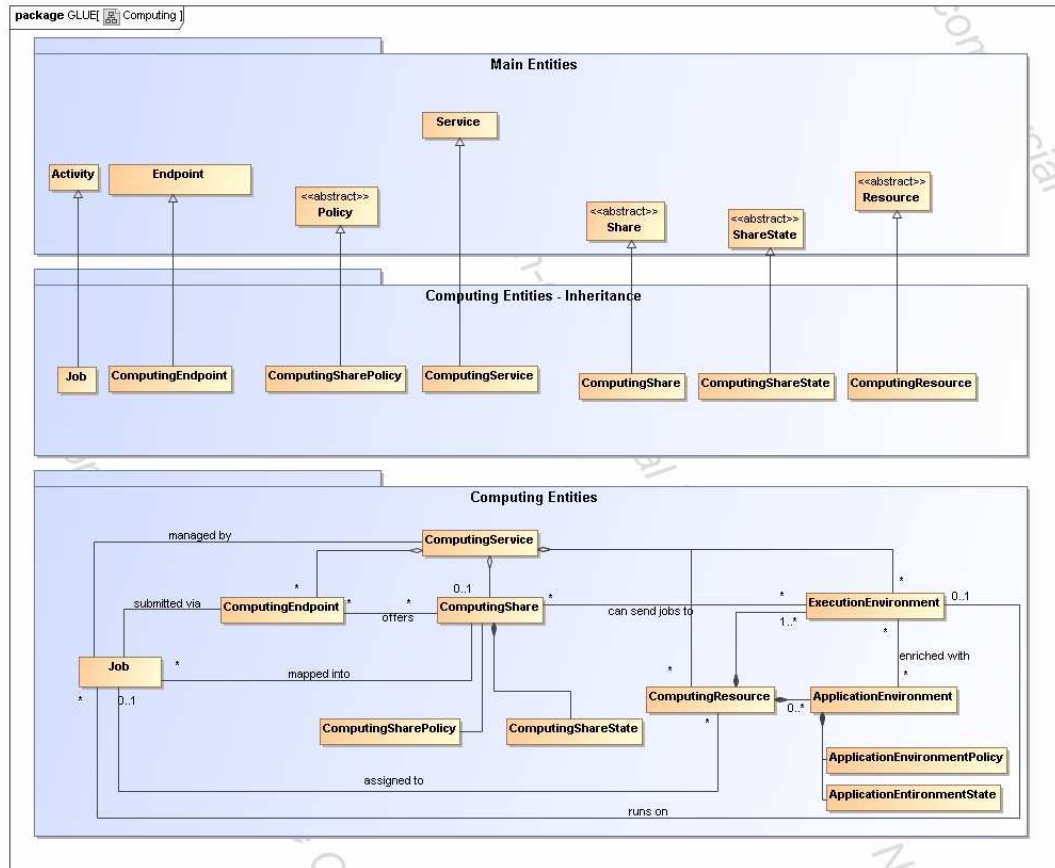 package GLUE[ Computing ]
Main Entities
Service
Activity
Endpoint
<<abstract>>
Policy
<<abstract>>
Share
<<abstract>>
ShareState
<<abstract>>
Resource
Computing Entities - Inheritance
Job
ComputingEndpoint
ComputingSharePolicy
ComputingService
ComputingShare
ComputingShareState
ComputingResource
Computing Entities
managed by
ComputingService
*
0..1
*
submitted via
ComputingEndpoint
*
*
ComputingShare
*
*
ExecutionEnvironment
0..1
offers
can send jobs to
1..*
*
enriched with
Job
*
mapped into
*
*
*
0..1
ComputingResource
0..*
ApplicationEnvironment
*
ComputingSharePolicy
ComputingShareState
ApplicationEnvironmentPolicy
assigned to
ApplicationEntironmentState
runs on